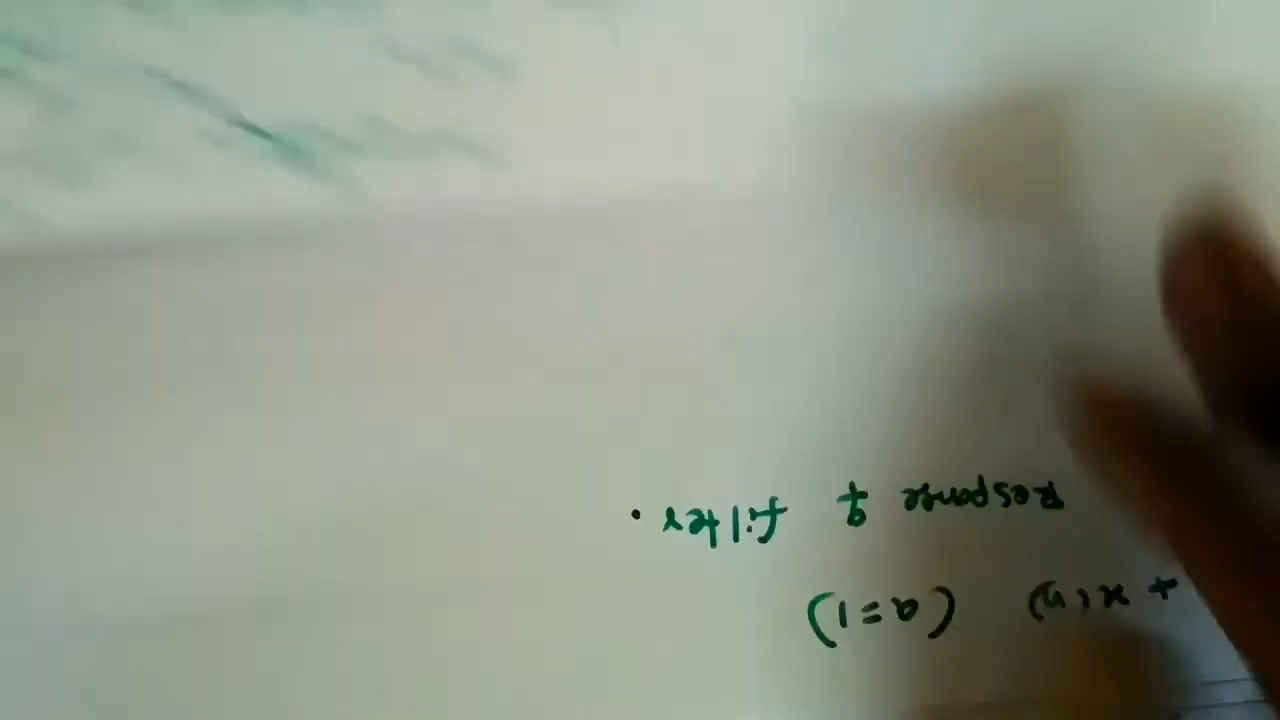 + x(n) (a=1)
Response of filter.